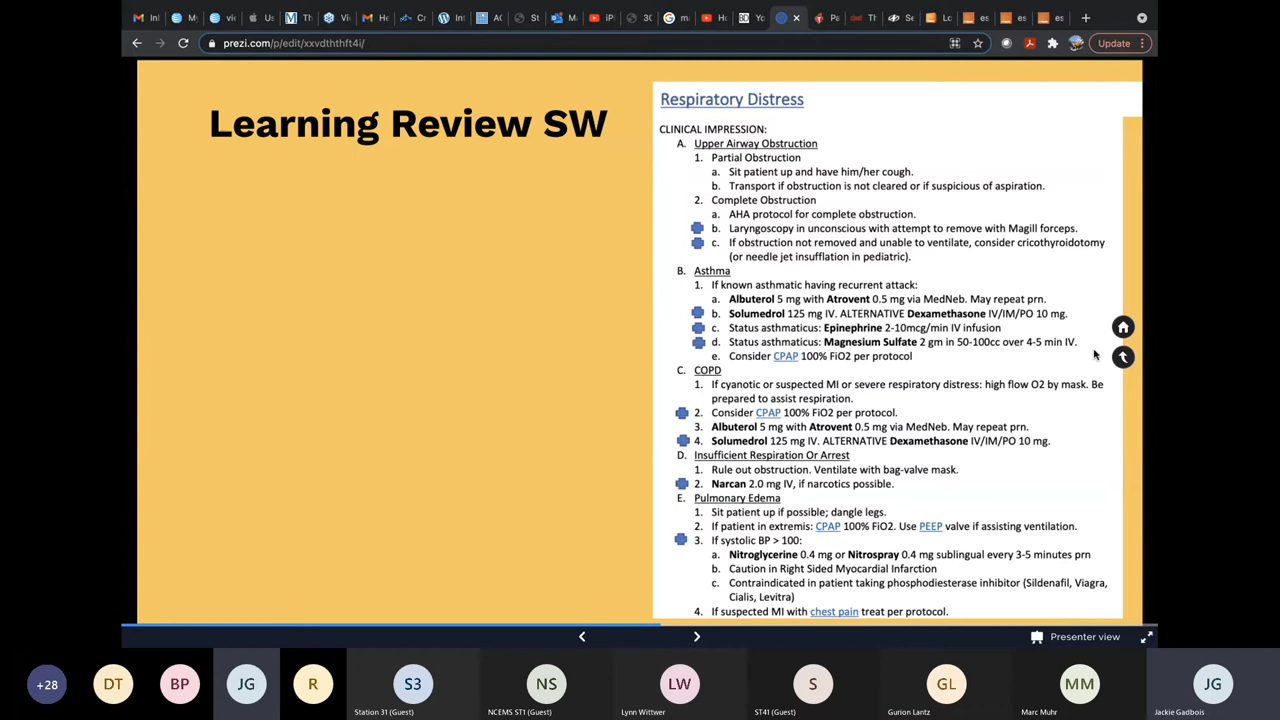 prezi.com/p/edit/xxvdththft4i/
Update
Learning Review SW
Respiratory Distress
CLINICAL IMPRESSION:
A. Upper Airway Obstruction
1. Partial Obstruction
a. Sit patient up and have him/her cough.
b. Transport if obstruction is not cleared or if suspicious of aspiration.
2. Complete Obstruction
a. AHA protocol for complete obstruction.
b. Laryngoscopy in unconscious with attempt to remove with Magill forceps.
c. If obstruction not removed and unable to ventilate, consider cricothyroidotomy
(or needle jet insufflation in pediatric).
B. Asthma
1. If known asthmatic having recurrent attack:
a. Albuterol 5 mg with Atrovent 0.5 mg via MedNeb. May repeat prn.
b. Solumedrol 125 mg IV. ALTERNATIVE Dexamethasone IV/IM/PO 10 mg.
c. Status asthmaticus: Epinephrine 2-10mcg/min IV infusion
d. Status asthmaticus: Magnesium Sulfate 2 gm in 50-100cc over 4-5 min IV.
e. Consider CPAP 100% FiO2 per protocol
C. COPD
1. If cyanotic or suspected MI or severe respiratory distress: high flow O2 by mask. Be
prepared to assist respiration.
2. Consider CPAP 100% FiO2 per protocol.
3. Albuterol 5 mg with Atrovent 0.5 mg via MedNeb. May repeat prn.
4. Solumedrol 125 mg IV. ALTERNATIVE Dexamethasone IV/IM/PO 10 mg.
D. Insufficient Respiration Or Arrest
1. Rule out obstruction. Ventilate with bag-valve mask.
2. Narcan 2.0 mg IV, if narcotics possible.
E. Pulmonary Edema
1. Sit patient up if possible; dangle legs.
2. If patient in extremis: CPAP 100% FiO2. Use PEEP valve if assisting ventilation.
3. If systolic BP > 100:
a. Nitroglycerine 0.4 mg or Nitrospray 0.4 mg sublingual every 3-5 minutes prn
b. Caution in Right Sided Myocardial Infarction
c. Contraindicated in patient taking phosphodiesterase inhibitor (Sildenafil, Viagra,
Cialis, Levitra)
4. If suspected MI with chest pain treat per protocol.
Presenter view
+28 DT BP JG R S3 NS LW S GL MM JG
Station 31 (Guest) NCEMS ST1 (Guest) Lynn Wittwer ST41 (Guest) Gurion Lantz Marc Muhr Jackie Gadbois